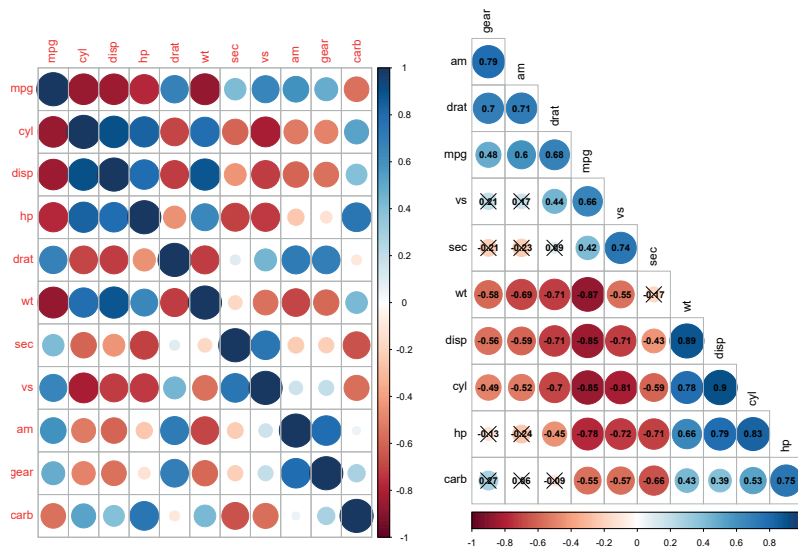 mpg cyl disp hp drat wt sec vs am gear carb
mpg
cyl
disp
hp
drat
wt
sec
vs
am
gear
carb
1
0.8
0.6
0.4
0.2
0
-0.2
-0.4
-0.6
-0.8
-1
gear
am 0.79 am
drat 0.7 0.71 drat
mpg 0.48 0.6 0.68 mpg
vs 0.21 0.17 0.44 0.66 vs
sec -0.21 -0.23 0.09 0.42 0.74 sec
wt -0.58 -0.69 -0.71 -0.87 -0.55 -0.17 wt
disp -0.56 -0.59 -0.71 -0.85 -0.71 -0.43 0.89 disp
cyl -0.49 -0.52 -0.7 -0.85 -0.81 -0.59 0.78 0.9 cyl
hp -0.13 -0.24 -0.45 -0.78 -0.72 -0.71 0.66 0.79 0.83 hp
carb 0.27 0.06 -0.09 -0.55 -0.57 -0.66 0.43 0.39 0.53 0.75
-1 -0.8 -0.6 -0.4 -0.2 0 0.2 0.4 0.6 0.8 1